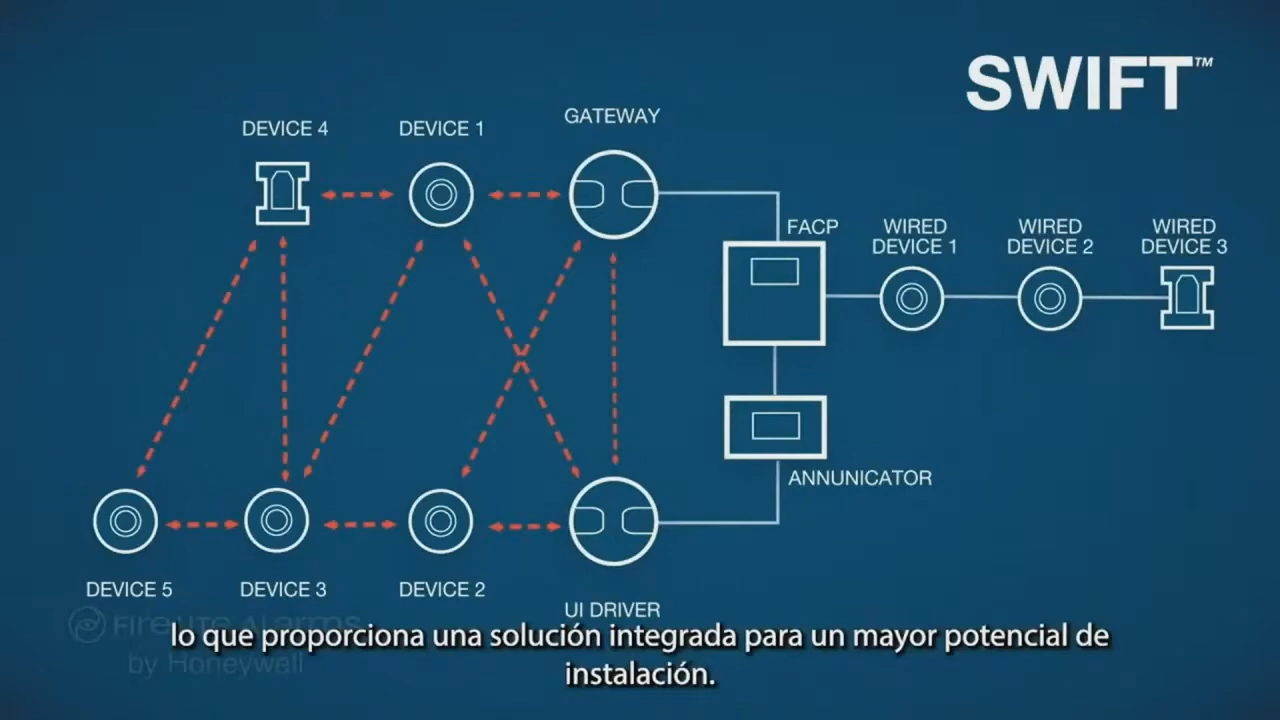 SWIFT™
DEVICE 4
DEVICE 1
GATEWAY
FACP
WIRED
DEVICE 1
WIRED
DEVICE 2
WIRED
DEVICE 3
ANNUNICATOR
DEVICE 5
DEVICE 3
DEVICE 2
UI DRIVER
lo que proporciona una solución integrada para un mayor potencial de
instalación.
by Honeywell